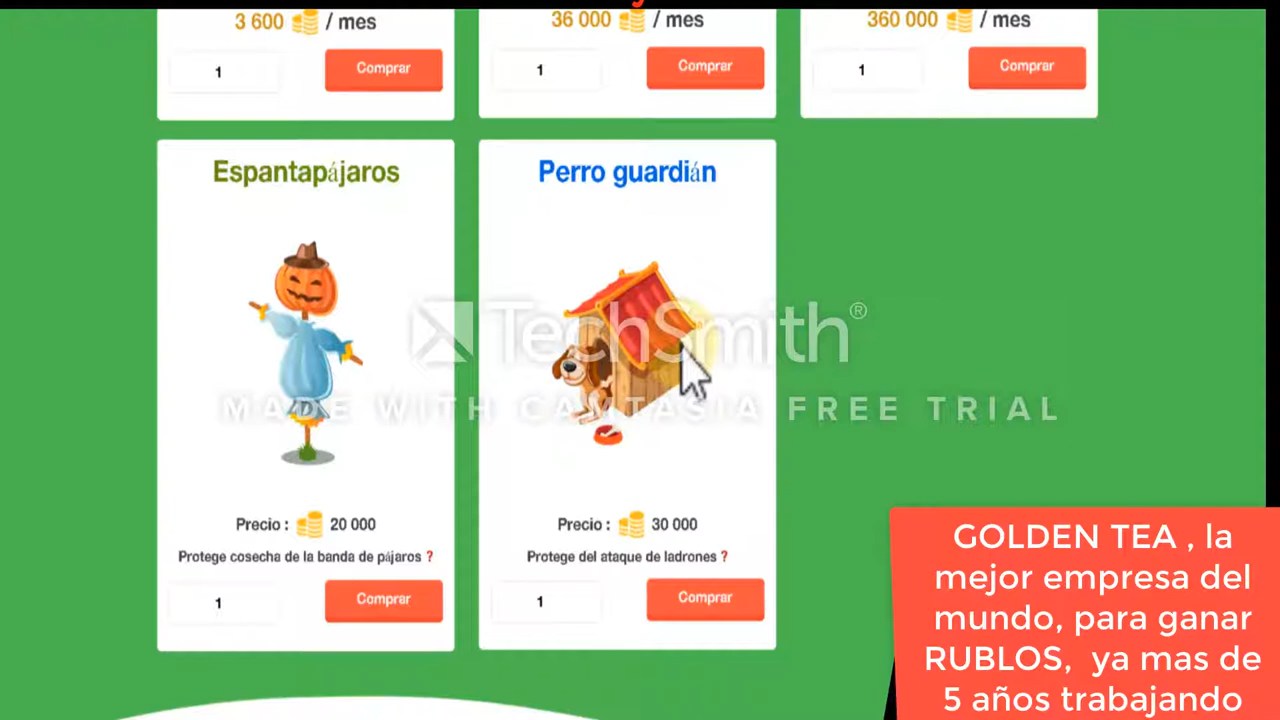 3 600 / mes
36 000 / mes
360 000 / mes
1 Comprar
1 Comprar
1 Comprar
Espantapájaros
Perro guardián
TechSmith®
MADE WITH CAMTASIA FREE TRIAL
Precio : 20 000
Protege cosecha de la banda de pájaros ?
1 Comprar
Precio : 30 000
Protege del ataque de ladrones ?
1 Comprar
GOLDEN TEA , la
mejor empresa del
mundo, para ganar
RUBLOS, ya mas de
5 años trabajando